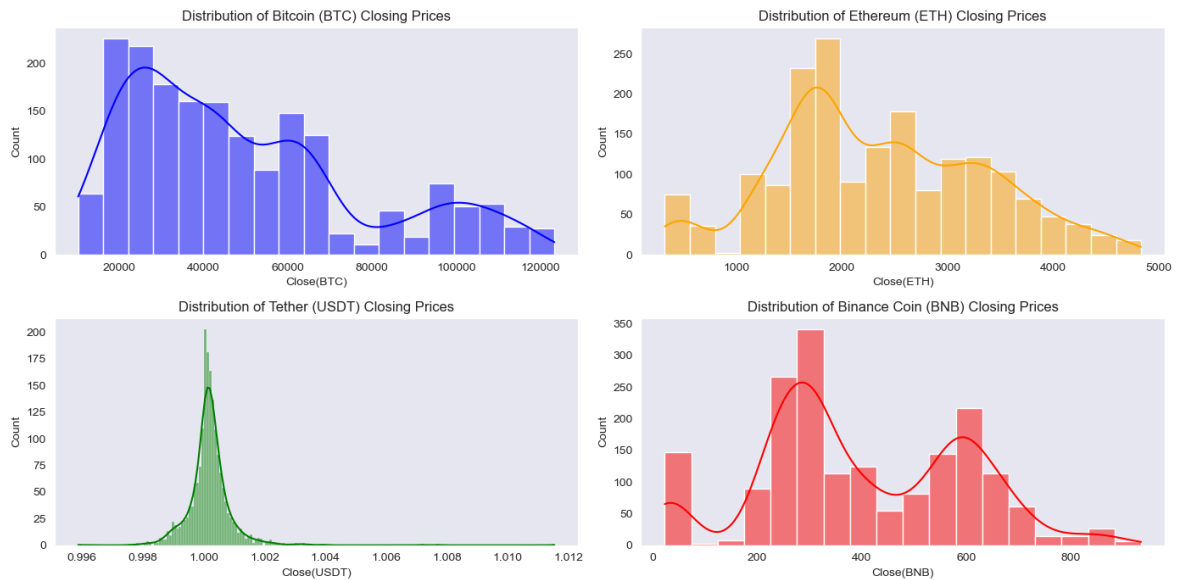 Distribution of Bitcoin (BTC) Closing Prices
Count
200
150
100
50
0
20000 40000 60000 80000 100000 120000
Close(BTC)
Distribution of Ethereum (ETH) Closing Prices
Count
250
200
150
100
50
0
1000 2000 3000 4000 5000
Close(ETH)
Distribution of Tether (USDT) Closing Prices
Count
200
175
150
125
100
75
50
25
0
0.996 0.998 1.000 1.002 1.004 1.006 1.008 1.010 1.012
Close(USDT)
Distribution of Binance Coin (BNB) Closing Prices
Count
350
300
250
200
150
100
50
0
0 200 400 600 800
Close(BNB)